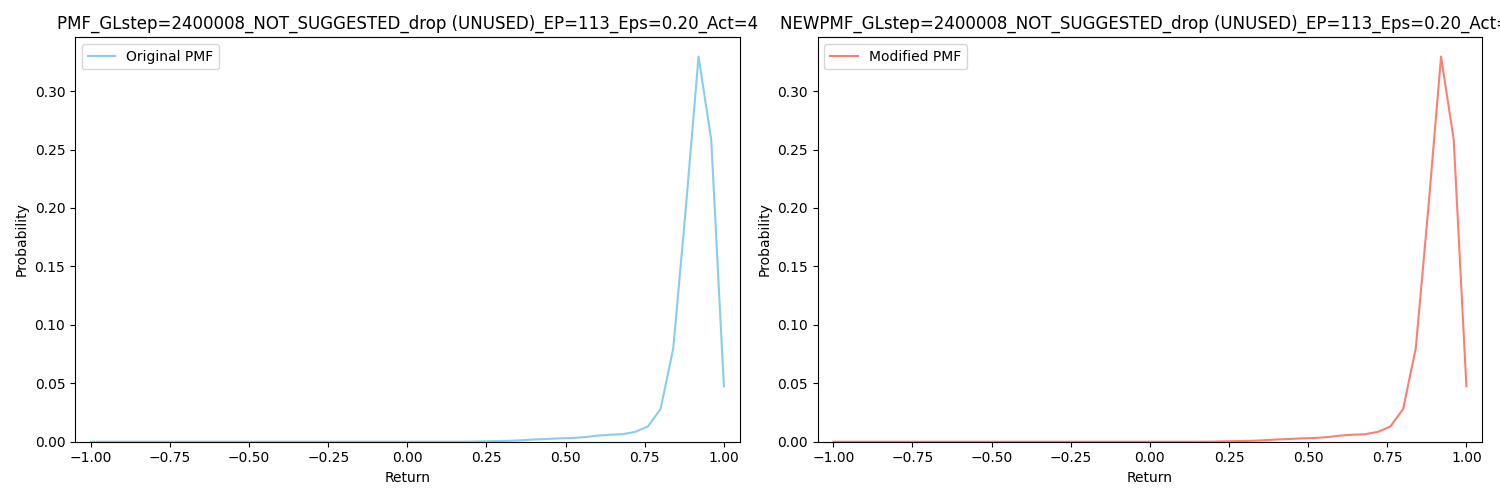 PMF_GLstep=2400008_NOT_SUGGESTED_drop (UNUSED)_EP=113_Eps=0.20_Act=4
Original PMF
Probability
0.30
0.25
0.20
0.15
0.10
0.05
0.00
−1.00 −0.75 −0.50 −0.25 0.00 0.25 0.50 0.75 1.00
Return
NEWPMF_GLstep=2400008_NOT_SUGGESTED_drop (UNUSED)_EP=113_Eps=0.20_Act=
Modified PMF
Probability
0.30
0.25
0.20
0.15
0.10
0.05
0.00
−1.00 −0.75 −0.50 −0.25 0.00 0.25 0.50 0.75 1.00
Return